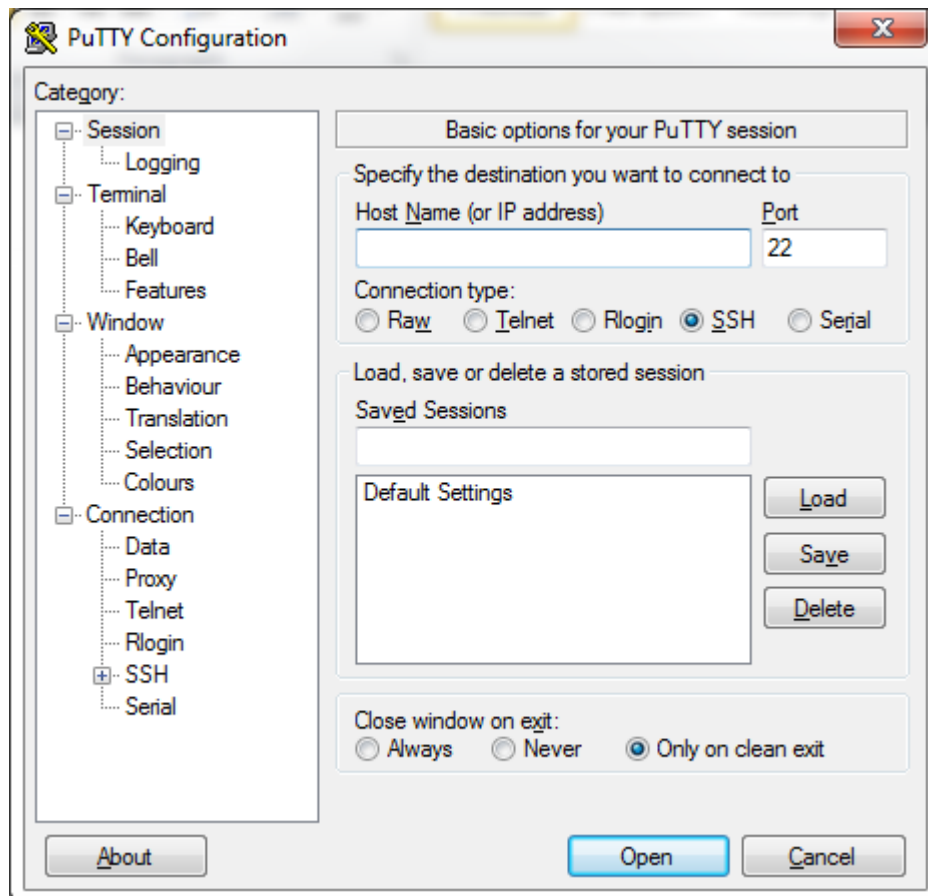 PuTTY Configuration
Category:
Session
Logging
Terminal
Keyboard
Bell
Features
Window
Appearance
Behaviour
Translation
Selection
Colours
Connection
Data
Proxy
Telnet
Rlogin
SSH
Serial
Basic options for your PuTTY session
Specify the destination you want to connect to
Host Name (or IP address) Port
22
Connection type:
Raw Telnet Rlogin SSH Serial
Load, save or delete a stored session
Saved Sessions
Default Settings
Load
Save
Delete
Close window on exit:
Always Never Only on clean exit
About Open Cancel